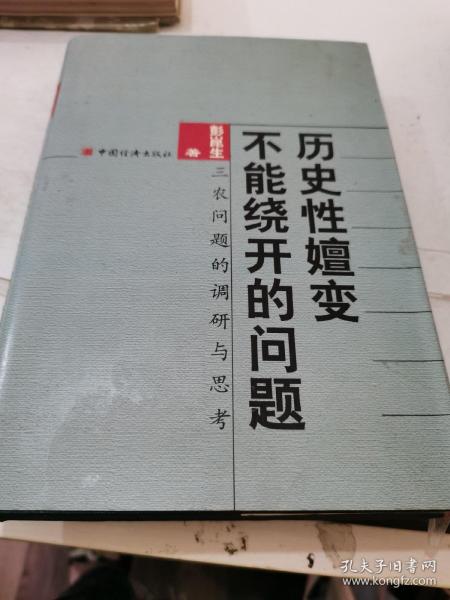 历史性嬗变
不能绕开的问题
三农问题的调研与思考
彭崑生
著
中国经济出版社
孔夫子旧书网
www.kongfz.com